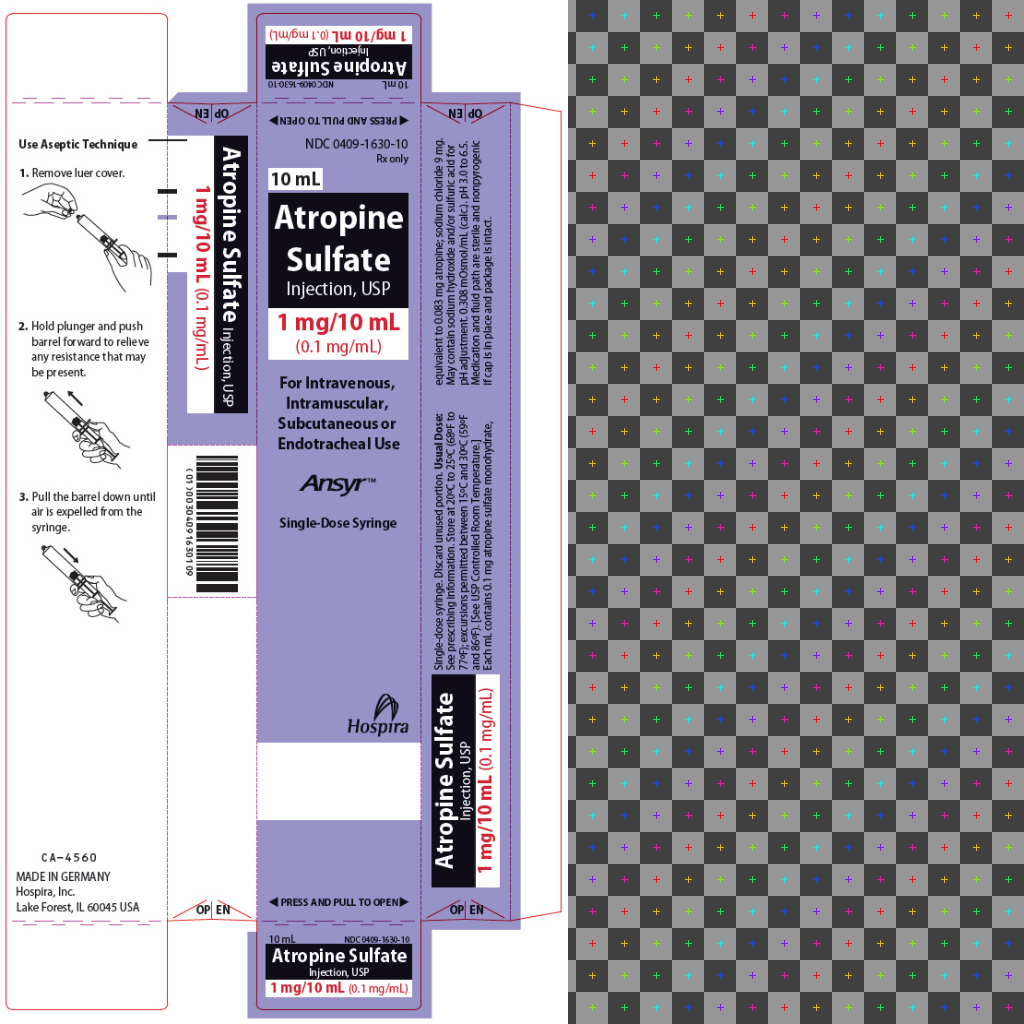 Use Aseptic Technique
1. Remove luer cover.
2. Hold plunger and push
barrel forward to relieve
any resistance that may
be present.
3. Pull the barrel down until
air is expelled from the
syringe.
CA-4560
MADE IN GERMANY
Hospira, Inc.
Lake Forest, IL 60045 USA
OP EN
Atropine Sulfate Injection, USP
1 mg/10 mL (0.1 mg/mL)
(01)00304091630109
OP EN
10 mL NDC 0409-1630-10
Atropine Sulfate
Injection, USP
1 mg/10 mL (0.1 mg/mL)
◀PRESS AND PULL TO OPEN▶
NDC 0409-1630-10
Rx only
10 mL
Atropine
Sulfate
Injection, USP
1 mg/10 mL
(0.1 mg/mL)
For Intravenous,
Intramuscular,
Subcutaneous or
Endotracheal Use
Ansyr™
Single-Dose Syringe
Hospira
◀PRESS AND PULL TO OPEN▶
10 mL NDC 0409-1630-10
Atropine Sulfate
Injection, USP
1 mg/10 mL (0.1 mg/mL)
OP EN
Atropine Sulfate
Injection, USP
1 mg/10 mL (0.1 mg/mL)
Single-dose syringe. Discard unused portion. Usual Dose:
See prescribing information. Store at 20ºC to 25ºC (68ºF to
77ºF); excursions permitted between 15ºC and 30ºC (59ºF
and 86ºF). [See USP Controlled Room Temperature.]
Each mL contains 0.1 mg atropine sulfate monohydrate,
equivalent to 0.083 mg atropine; sodium chloride 9 mg.
May contain sodium hydroxide and/or sulfuric acid for
pH adjustment. 0.308 mOsmol/mL (calc.). pH 3.0 to 6.5.
Medication and fluid path are sterile and nonpyrogenic
if cap is in place and package is intact.
OP EN